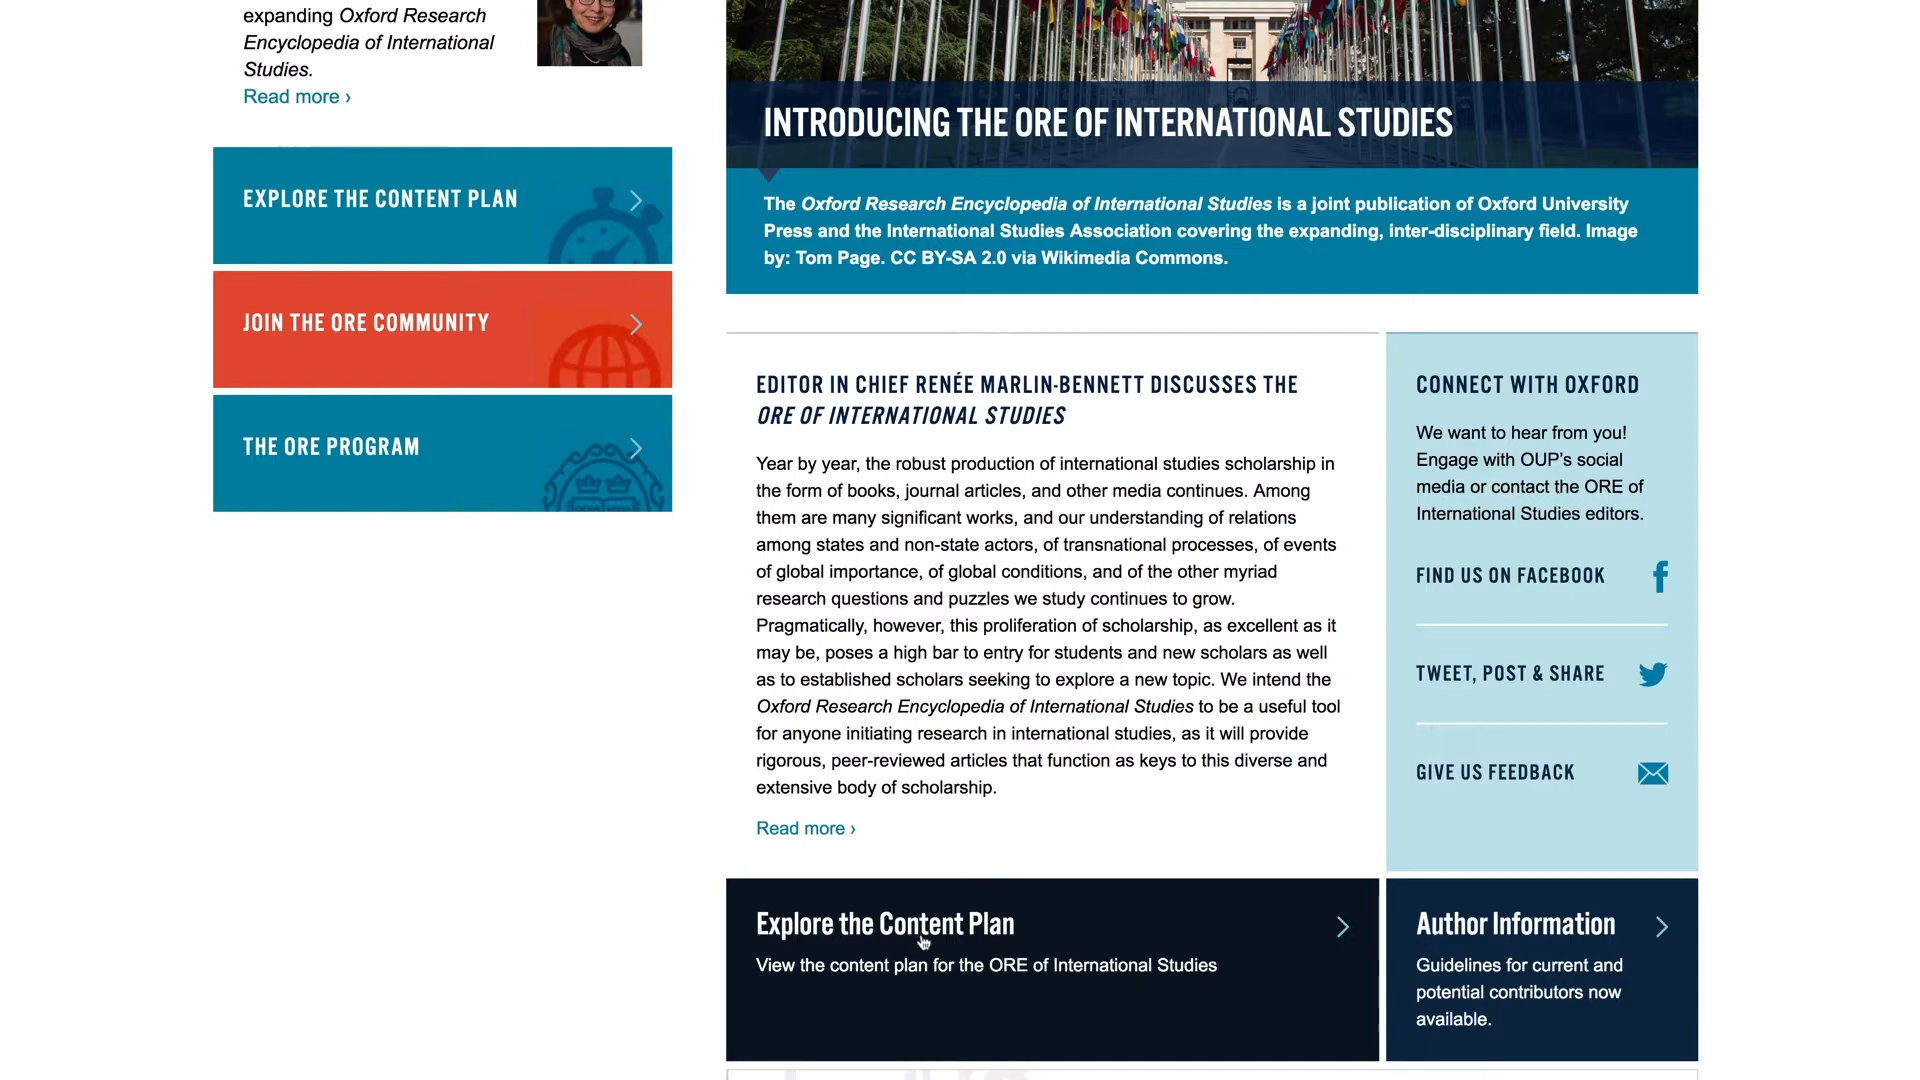 expanding Oxford Research
Encyclopedia of International
Studies.
Read more ›
EXPLORE THE CONTENT PLAN
JOIN THE ORE COMMUNITY
THE ORE PROGRAM
INTRODUCING THE ORE OF INTERNATIONAL STUDIES
The Oxford Research Encyclopedia of International Studies is a joint publication of Oxford University
Press and the International Studies Association covering the expanding, inter-disciplinary field. Image
by: Tom Page. CC BY-SA 2.0 via Wikimedia Commons.
EDITOR IN CHIEF RENÉE MARLIN-BENNETT DISCUSSES THE
ORE OF INTERNATIONAL STUDIES
Year by year, the robust production of international studies scholarship in
the form of books, journal articles, and other media continues. Among
them are many significant works, and our understanding of relations
among states and non-state actors, of transnational processes, of events
of global importance, of global conditions, and of the other myriad
research questions and puzzles we study continues to grow.
Pragmatically, however, this proliferation of scholarship, as excellent as it
may be, poses a high bar to entry for students and new scholars as well
as to established scholars seeking to explore a new topic. We intend the
Oxford Research Encyclopedia of International Studies to be a useful tool
for anyone initiating research in international studies, as it will provide
rigorous, peer-reviewed articles that function as keys to this diverse and
extensive body of scholarship.
Read more ›
CONNECT WITH OXFORD
We want to hear from you!
Engage with OUP's social
media or contact the ORE of
International Studies editors.
FIND US ON FACEBOOK
TWEET, POST & SHARE
GIVE US FEEDBACK
Explore the Content Plan
View the content plan for the ORE of International Studies
Author Information
Guidelines for current and
potential contributors now
available.